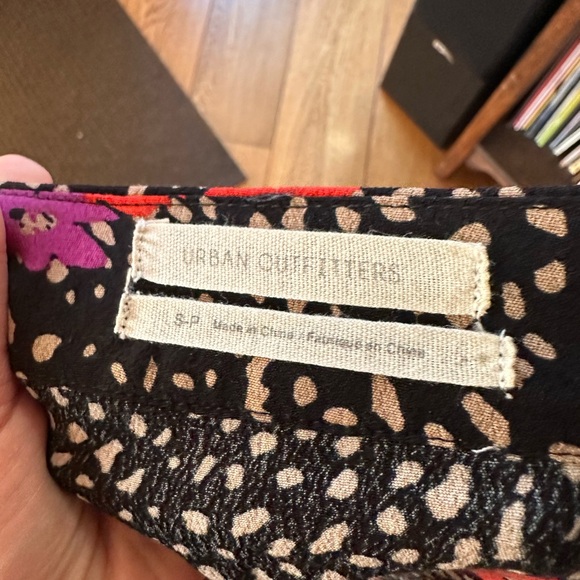 URBAN OUTFITTERS
S-P Made in China / Fabriqué en Chine